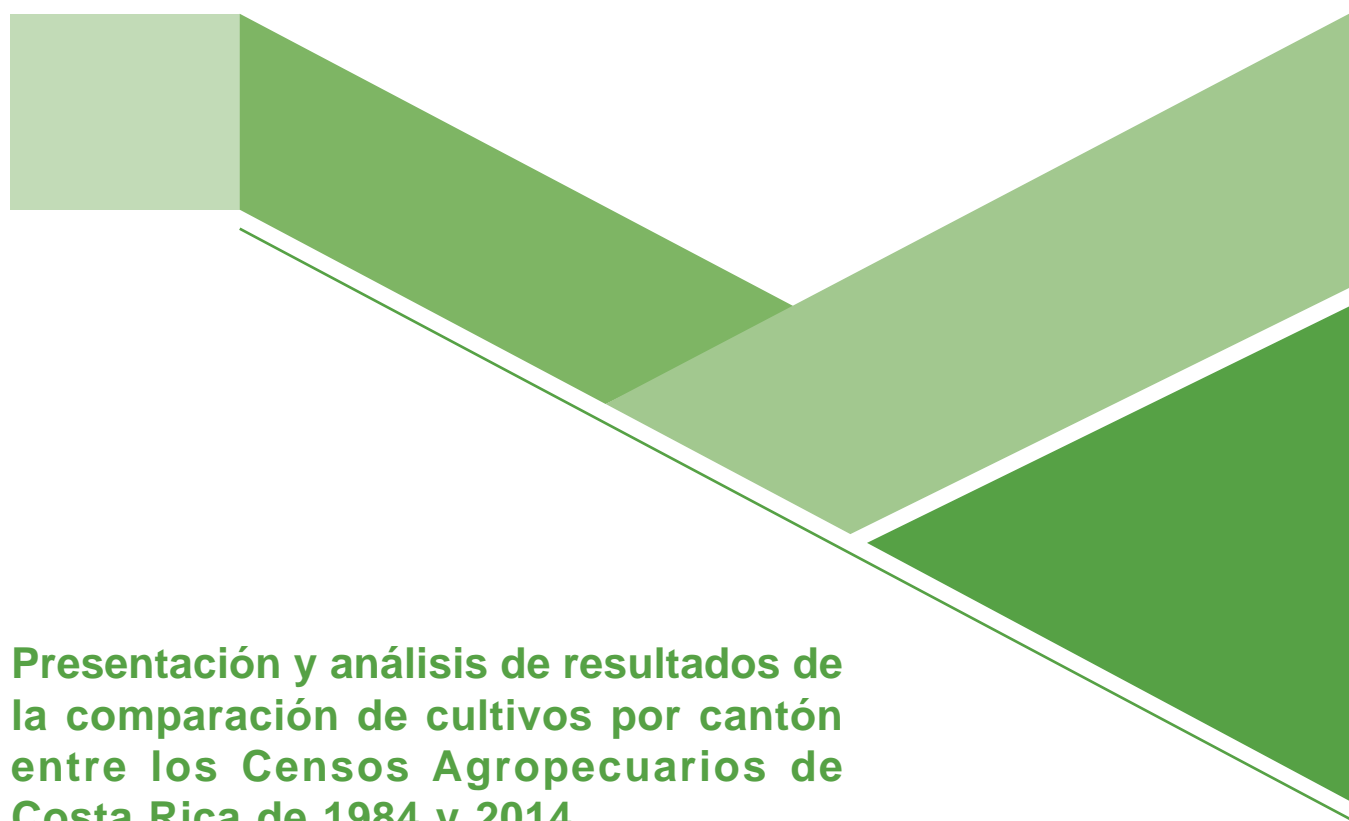 Presentación y análisis de resultados de
la comparación de cultivos por cantón
entre los Censos Agropecuarios de
Costa Rica de 1984 y 2014